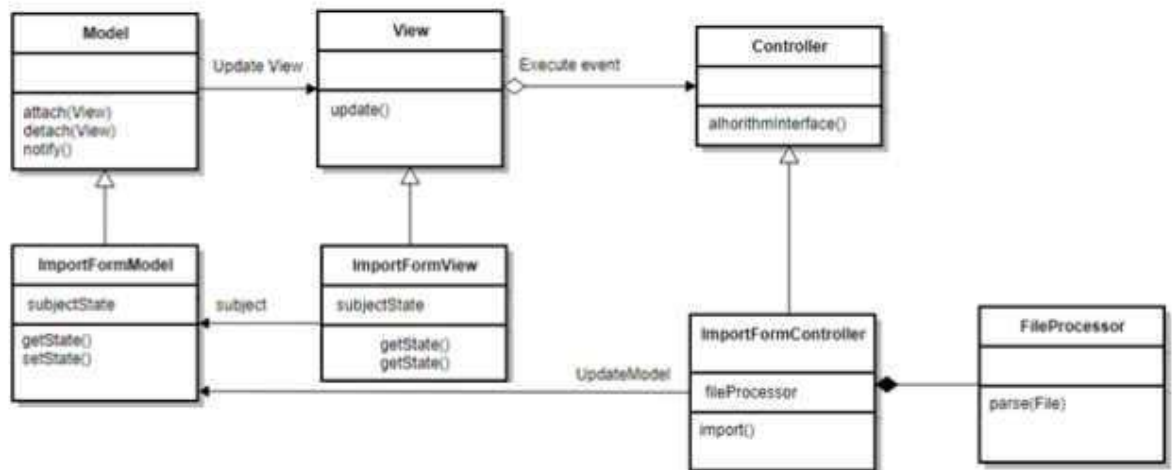 Model
attach(View)
detach(View)
notify()
Update View
View
update()
Execute event
Controller
alhorithmInterface()
ImportFormModel
subjectState
getState()
setState()
subject
ImportFormView
subjectState
getState()
getState()
UpdateModel
ImportFormController
fileProcessor
import()
FileProcessor
parse(File)